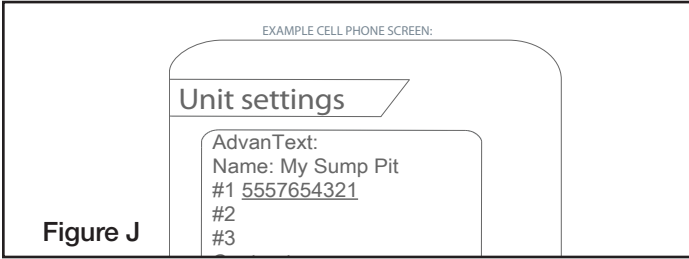 EXAMPLE CELL PHONE SCREEN:
Unit settings
AdvanText:
Name: My Sump Pit
#1 5557654321
#2
#3
Figure J